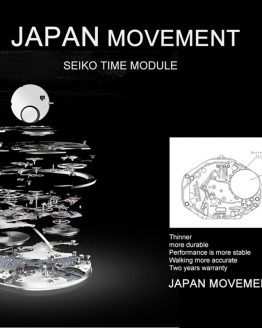 JAPAN MOVEMENT
SEIKO TIME MODULE
Thinner
more durable
Performance is more stable
Walking more accurate
Two years warranty
JAPAN MOVEMEN